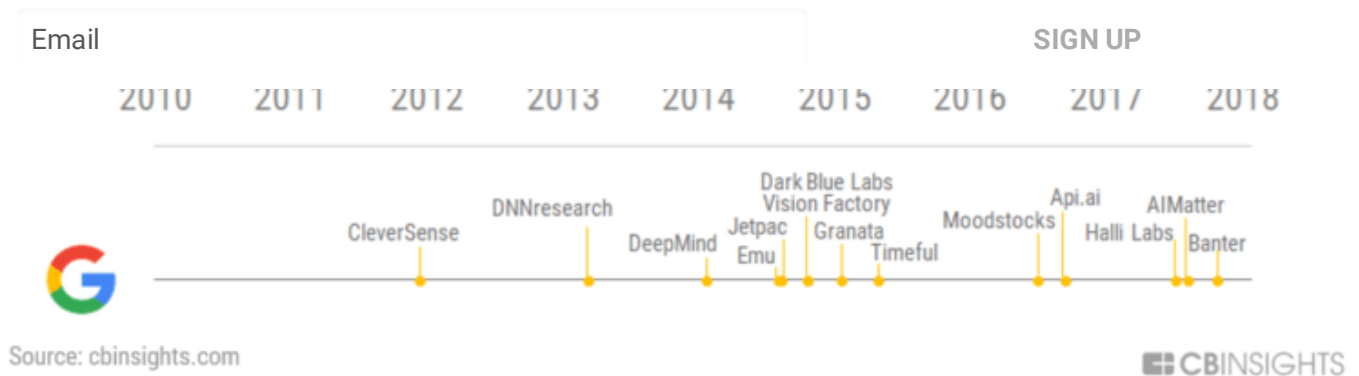 Email
SIGN UP
2010 2011 2012 2013 2014 2015 2016 2017 2018
Dark Blue Labs
Vision Factory
DNNresearch
CleverSense
DeepMind
Jetpac
Emu
Granata
Timeful
Moodstocks
Api.ai
Halli Labs
AIMatter
Banter
Source: cbinsights.com
CBINSIGHTS